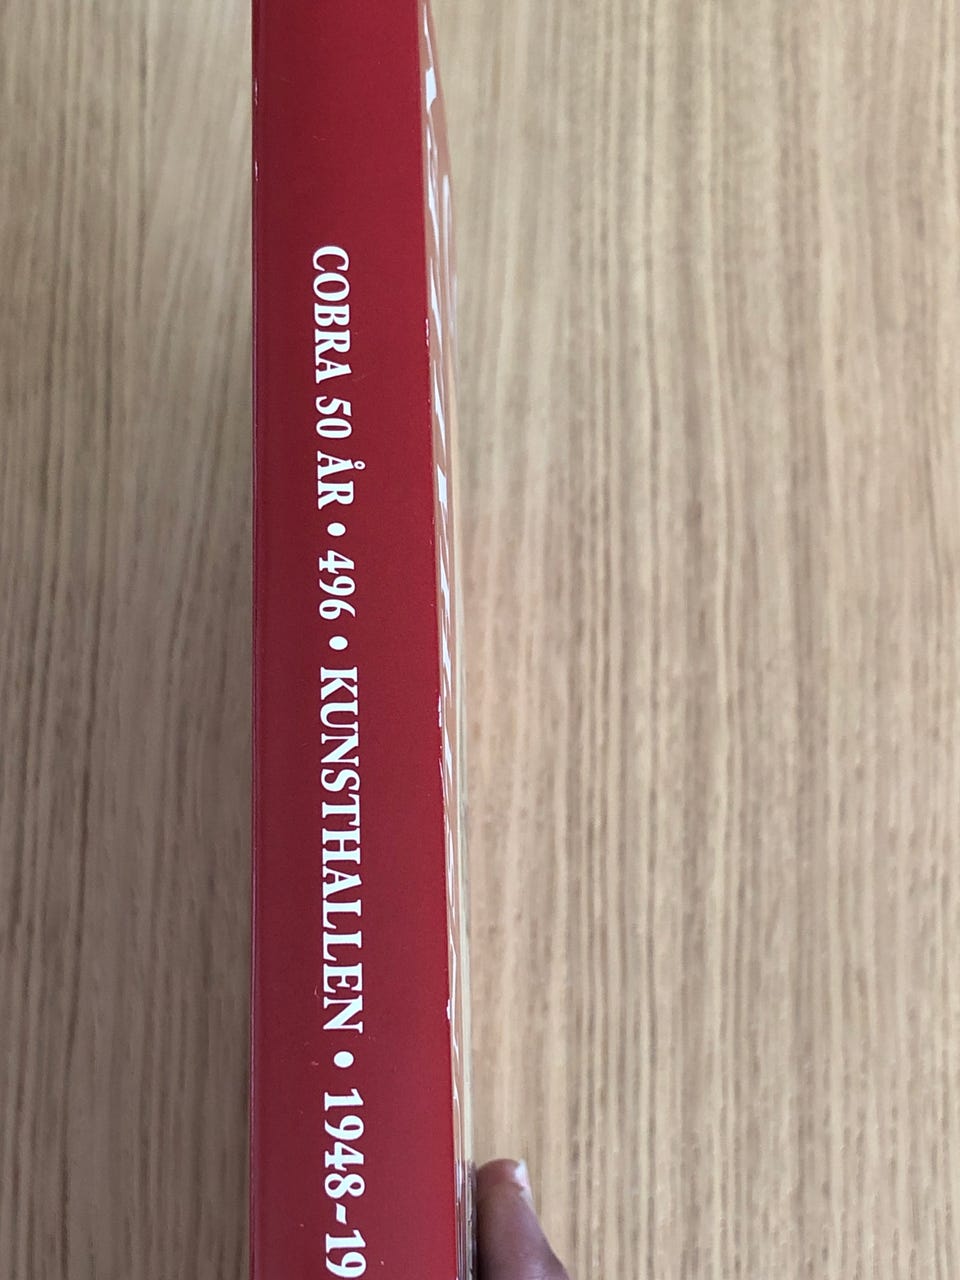 COBRA 50 ÅR • 496 • KUNSTHALLEN • 1948-19